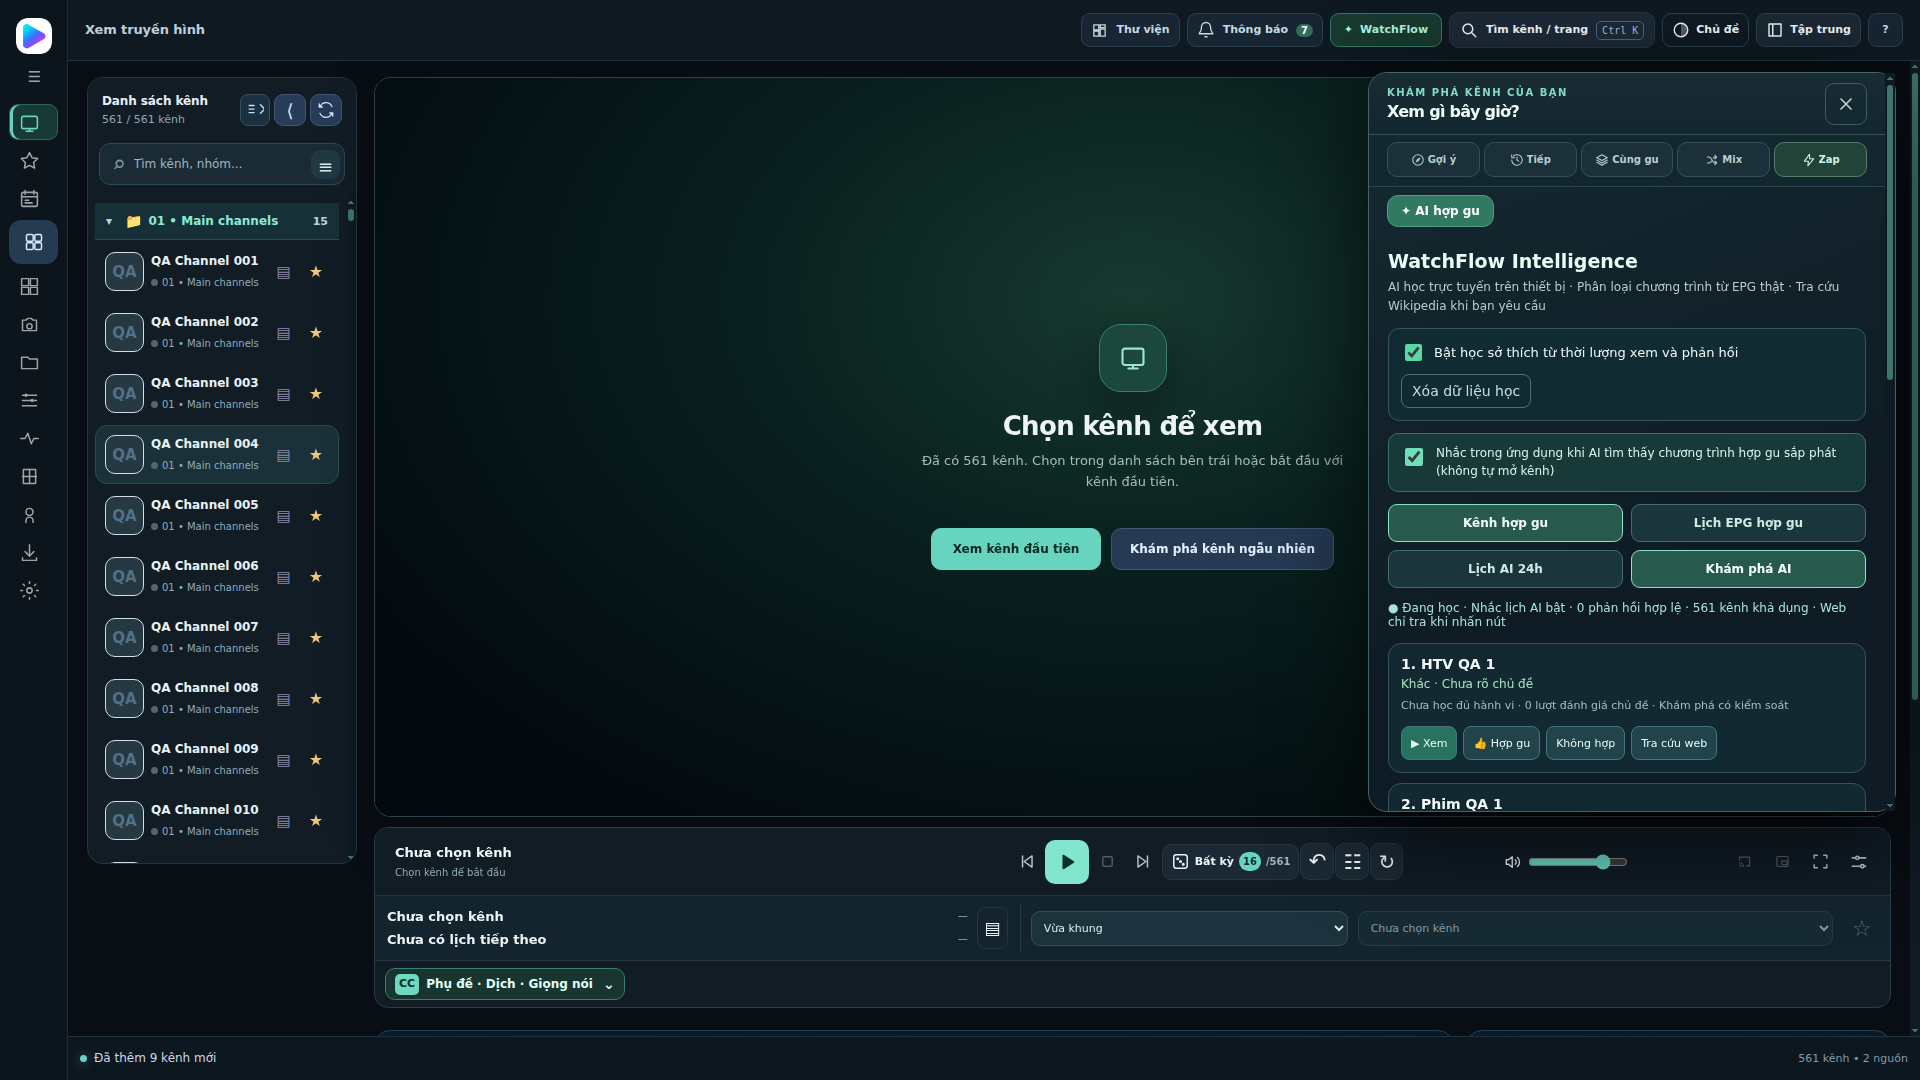 Xem truyền hình
Thư viện
Thông báo 7
✦ WatchFlow
Tìm kênh / trang Ctrl K
Chủ đề
Tập trung
?
Danh sách kênh
561 / 561 kênh
Tìm kênh, nhóm...
01 • Main channels 15
QA QA Channel 001
01 • Main channels
QA QA Channel 002
01 • Main channels
QA QA Channel 003
01 • Main channels
QA QA Channel 004
01 • Main channels
QA QA Channel 005
01 • Main channels
QA QA Channel 006
01 • Main channels
QA QA Channel 007
01 • Main channels
QA QA Channel 008
01 • Main channels
QA QA Channel 009
01 • Main channels
QA QA Channel 010
01 • Main channels
Chọn kênh để xem
Đã có 561 kênh. Chọn trong danh sách bên trái hoặc bắt đầu với
kênh đầu tiên.
Xem kênh đầu tiên
Khám phá kênh ngẫu nhiên
KHÁM PHÁ KÊNH CỦA BẠN
Xem gì bây giờ?
Gợi ý
Tiếp
Cùng gu
Mix
Zap
✦ AI hợp gu
WatchFlow Intelligence
AI học trực tuyến trên thiết bị · Phân loại chương trình từ EPG thật · Tra cứu
Wikipedia khi bạn yêu cầu
Bật học sở thích từ thời lượng xem và phản hồi
Xóa dữ liệu học
Nhắc trong ứng dụng khi AI tìm thấy chương trình hợp gu sắp phát
(không tự mở kênh)
Kênh hợp gu
Lịch EPG hợp gu
Lịch AI 24h
Khám phá AI
● Đang học · Nhắc lịch AI bật · 0 phản hồi hợp lệ · 561 kênh khả dụng · Web
chỉ tra khi nhấn nút
1. HTV QA 1
Khác · Chưa rõ chủ đề
Chưa học đủ hành vi · 0 lượt đánh giá chủ đề · Khám phá có kiểm soát
▶ Xem
👍 Hợp gu
Không hợp
Tra cứu web
2. Phim QA 1
Chưa chọn kênh
Chọn kênh để bắt đầu
Bất kỳ 16 /561
Chưa chọn kênh —
Chưa có lịch tiếp theo —
Vừa khung
Chưa chọn kênh
CC Phụ đề · Dịch · Giọng nói
Đã thêm 9 kênh mới
561 kênh • 2 nguồn